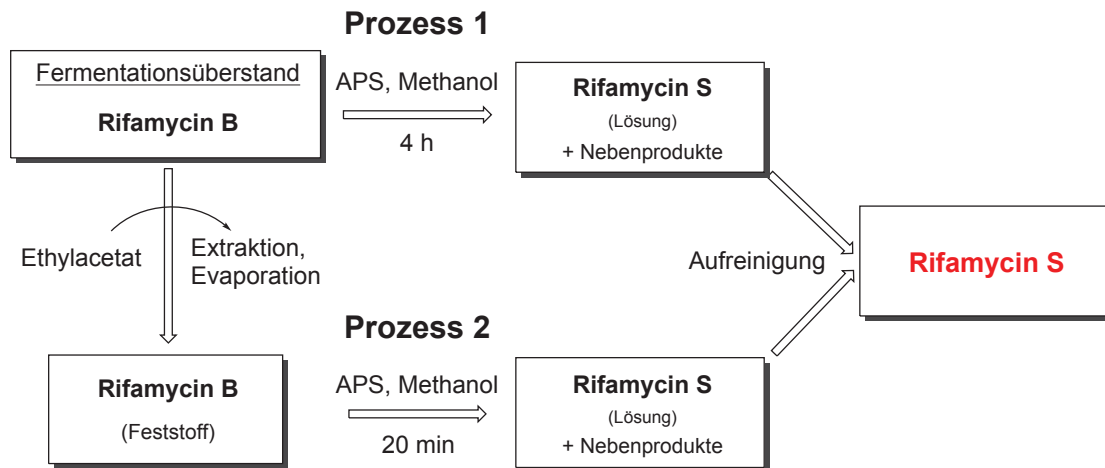 Prozess 1
Fermentationsüberstand
Rifamycin B
APS, Methanol
4 h
Rifamycin S
(Lösung)
+ Nebenprodukte
Ethylacetat
Extraktion,
Evaporation
Aufreinigung
Rifamycin S
Prozess 2
Rifamycin B
(Feststoff)
APS, Methanol
20 min
Rifamycin S
(Lösung)
+ Nebenprodukte